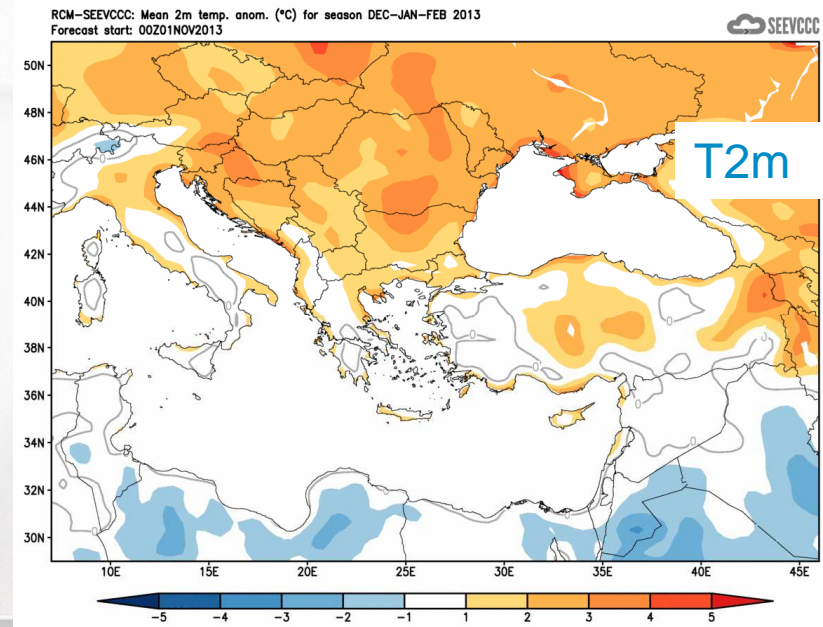 RCM-SEEVCCC: Mean 2m temp. anom. (°C) for season DEC-JAN-FEB 2013
Forecast start: 00Z01NOV2013
SEEVCCC
T2m
50N
48N
46N
44N
42N
40N
38N
36N
34N
32N
30N
10E 15E 20E 25E 30E 35E 40E 45E
-5 -4 -3 -2 -1 1 2 3 4 5